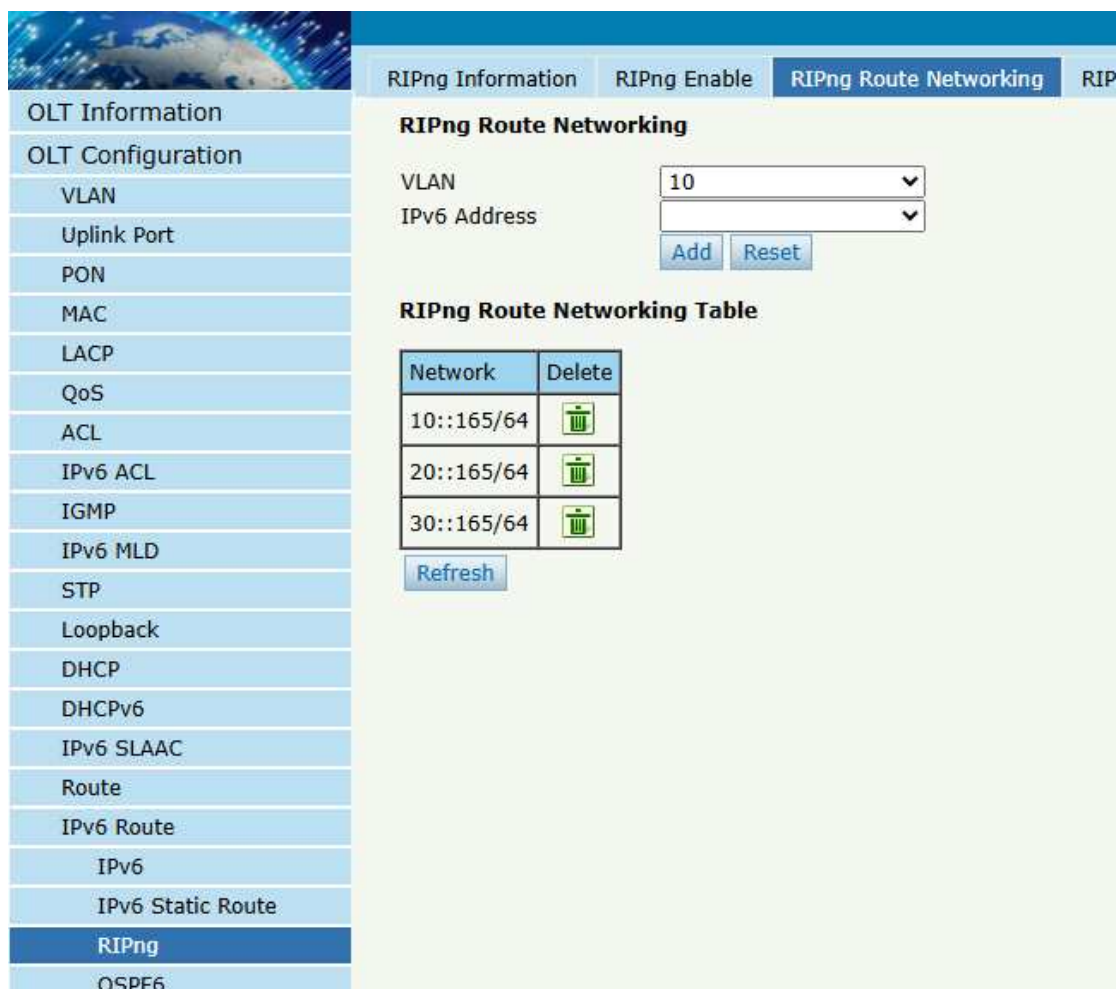 RIPng Information RIPng Enable RIPng Route Networking RIP
OLT Information
OLT Configuration
VLAN
Uplink Port
PON
MAC
LACP
QoS
ACL
IPv6 ACL
IGMP
IPv6 MLD
STP
Loopback
DHCP
DHCPv6
IPv6 SLAAC
Route
IPv6 Route
IPv6
IPv6 Static Route
RIPng
OSPF6
RIPng Route Networking
VLAN 10
IPv6 Address
Add Reset
RIPng Route Networking Table
Network Delete
10::165/64
20::165/64
30::165/64
Refresh